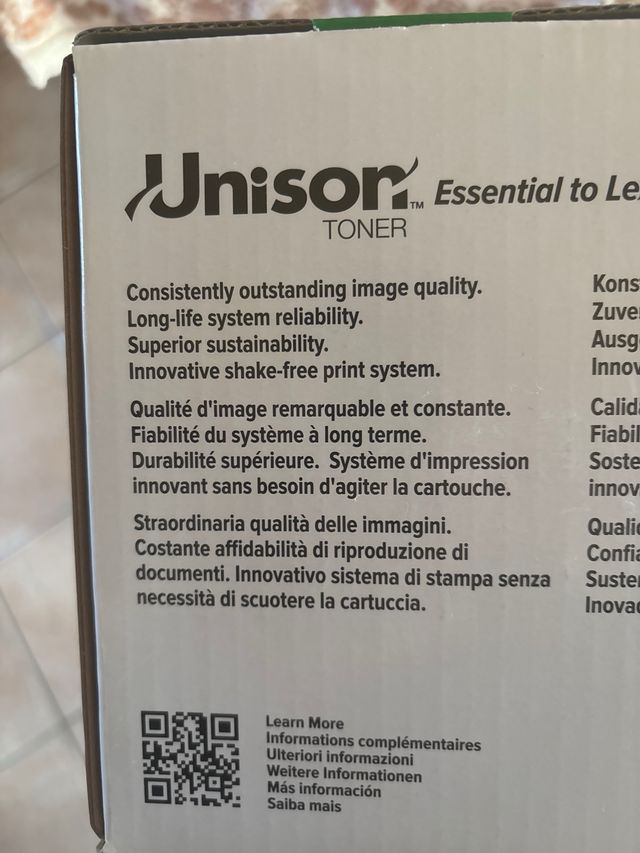 Unison™ Essential to
TONER
Consistently outstanding image quality.
Long-life system reliability.
Superior sustainability.
Innovative shake-free print system.
Qualité d'image remarquable et constante.
Fiabilité du système à long terme.
Durabilité supérieure. Système d'impression
innovant sans besoin d'agiter la cartouche.
Straordinaria qualità delle immagini.
Costante affidabilità di riproduzione di
documenti. Innovativo sistema di stampa senza
necessità di scuotere la cartuccia.
Learn More
Informations complémentaires
Ulteriori informazioni
Weitere Informationen
Más información
Saiba mais